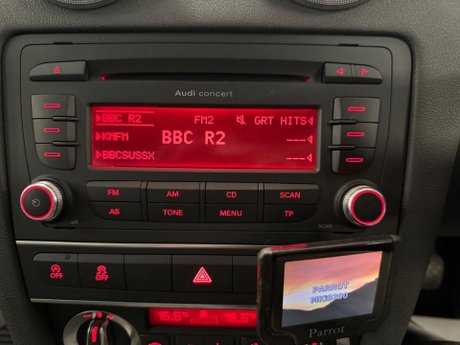 Audi concert
BBC R2 FM2 GRT HITS
KMFM BBC R2 ---
BBCSUSSX ---
FM AM CD SCAN
AS TONE MENU TP
SCAN
OFF OFF
PARROT
Parrot